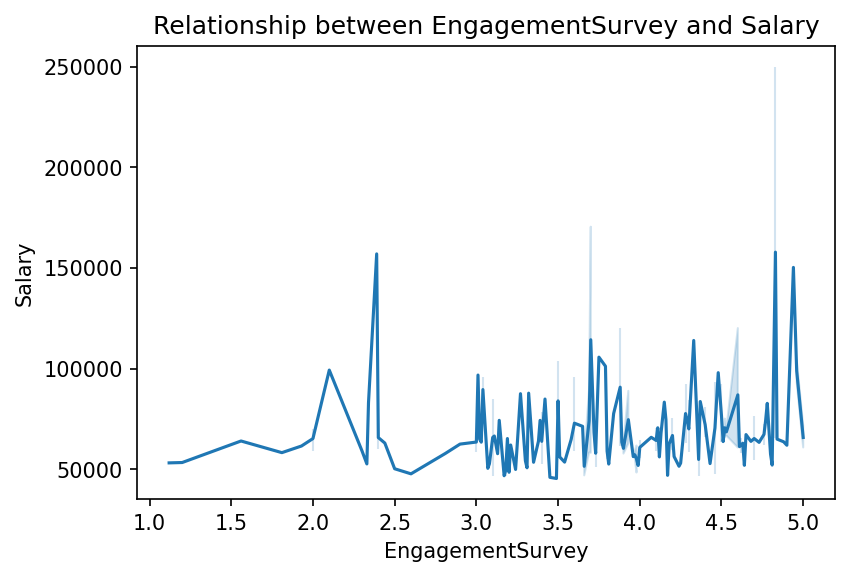 Relationship between EngagementSurvey and Salary
250000
200000
150000
100000
50000
Salary
1.0 1.5 2.0 2.5 3.0 3.5 4.0 4.5 5.0
EngagementSurvey